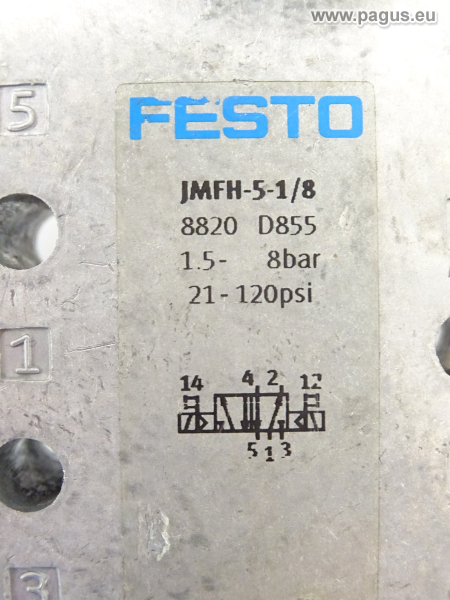 www.pagus.eu
5
FESTO
JMFH-5-1/8
8820 D855
1.5- 8bar
21-120psi
1
14 4 2 12
5 1 3
3